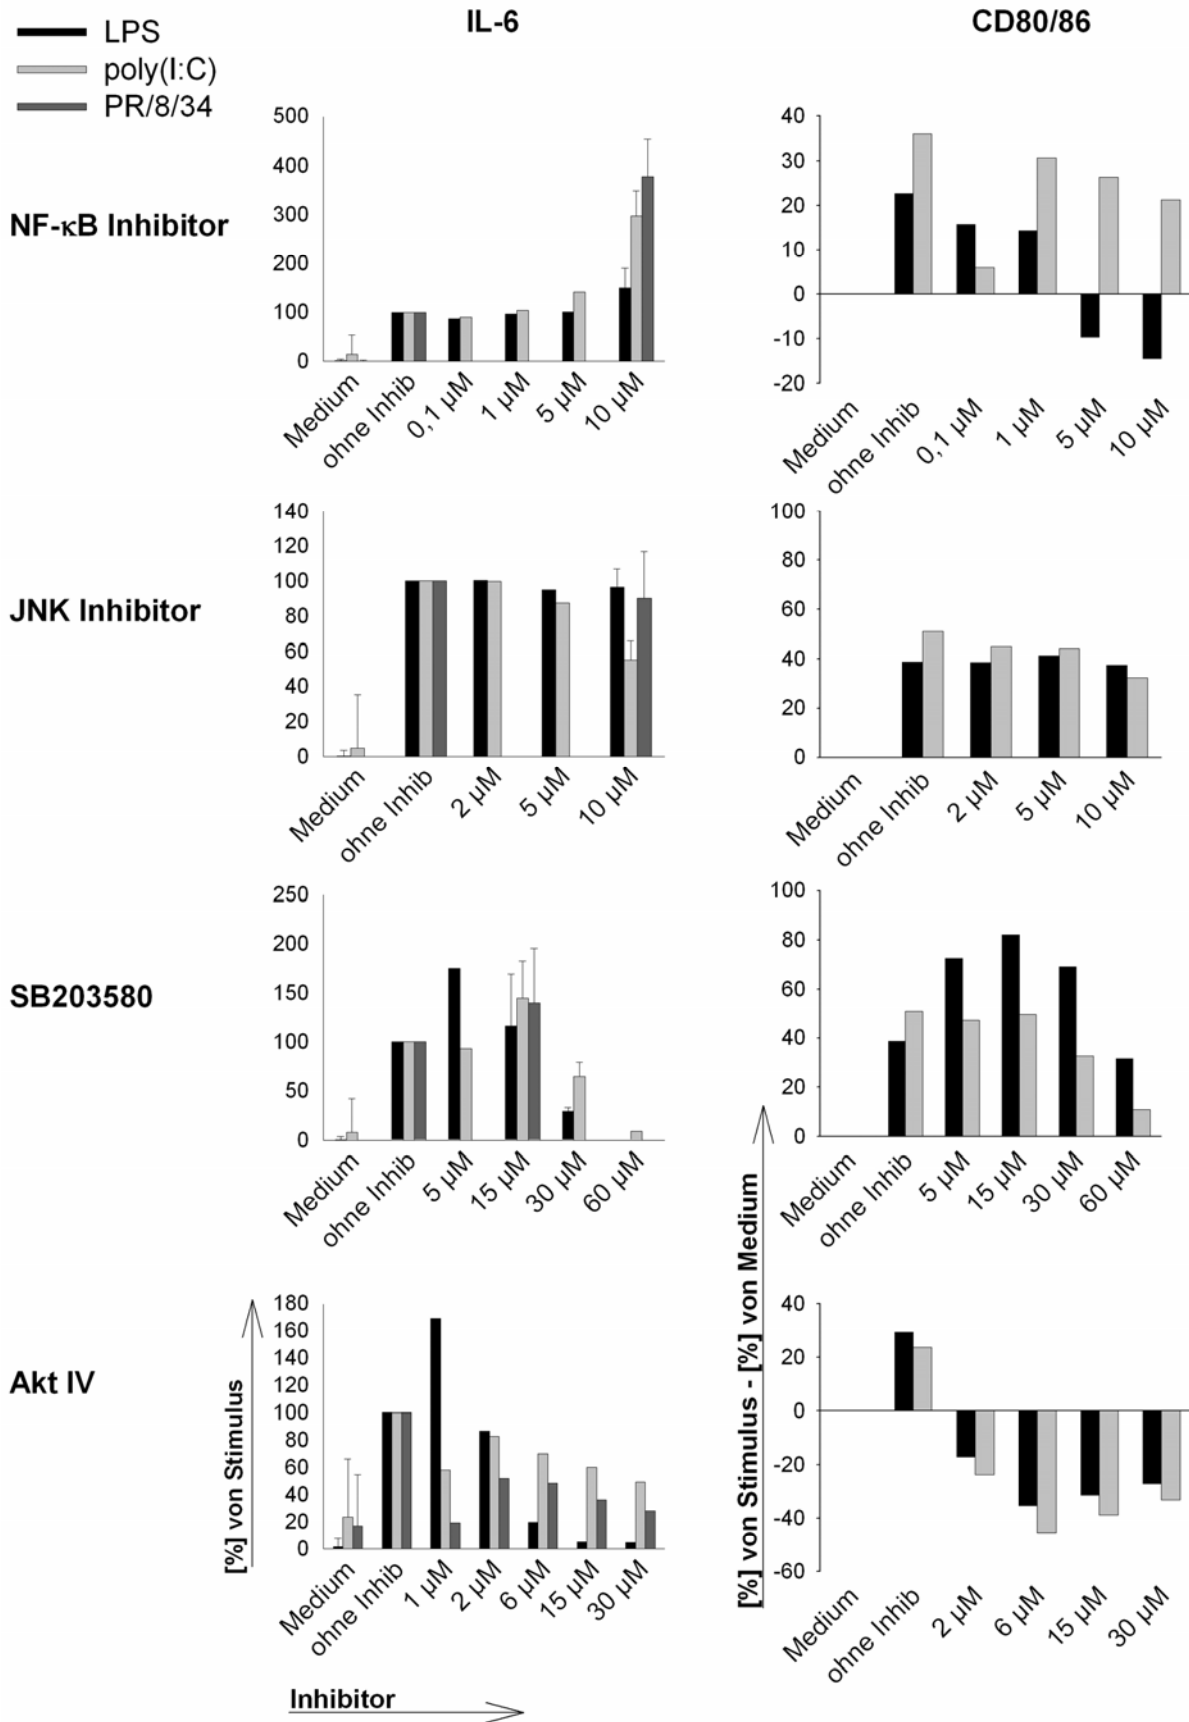 IL-6
CD80/86
LPS
poly(I:C)
PR/8/34
NF-κB Inhibitor
500
400
300
200
100
0
Medium
ohne Inhib
0,1 µM
1 µM
5 µM
10 µM
40
30
20
10
0
-10
-20
Medium
ohne Inhib
0,1 µM
1 µM
5 µM
10 µM
JNK Inhibitor
140
120
100
80
60
40
20
0
Medium
ohne Inhib
2 µM
5 µM
10 µM
100
80
60
40
20
0
Medium
ohne Inhib
2 µM
5 µM
10 µM
SB203580
250
200
150
100
50
0
Medium
ohne Inhib
5 µM
15 µM
30 µM
60 µM
100
80
60
40
20
0
Medium
ohne Inhib
5 µM
15 µM
30 µM
60 µM
Akt IV
[%] von Stimulus
180
160
140
120
100
80
60
40
20
0
Medium
ohne Inhib
1 µM
2 µM
6 µM
15 µM
30 µM
[%] von Stimulus - [%] von Medium
40
20
0
-20
-40
-60
Medium
ohne Inhib
2 µM
6 µM
15 µM
30 µM
Inhibitor